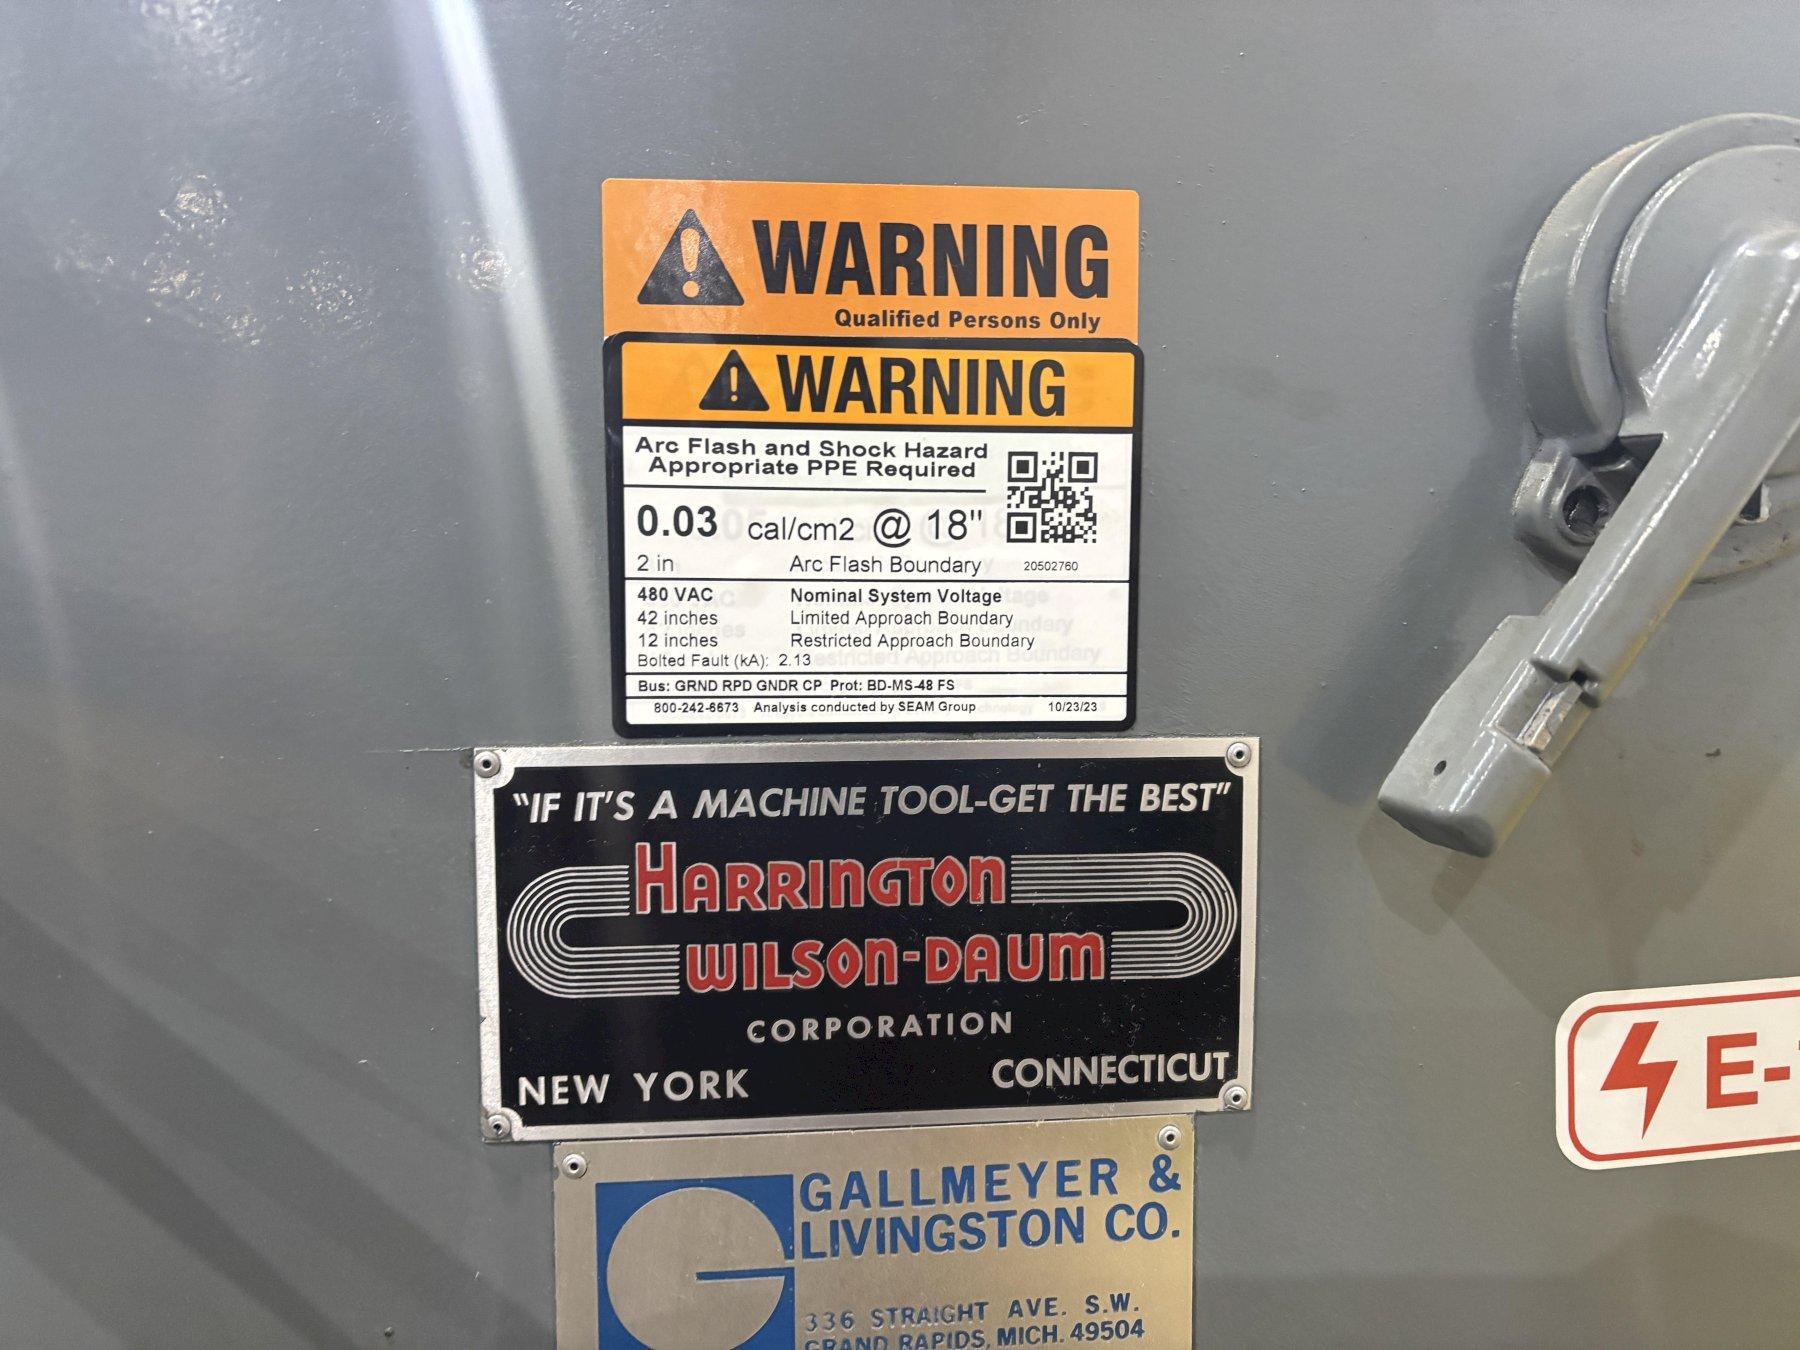 WARNING
Qualified Persons Only
WARNING
Arc Flash and Shock Hazard
Appropriate PPE Required
0.03 cal/cm2 @ 18"
2 in Arc Flash Boundary 20502760
480 VAC Nominal System Voltage
42 inches Limited Approach Boundary
12 inches Restricted Approach Boundary
Bolted Fault (kA): 2.13
Bus: GRND RPD GNDR CP Prot: BD-MS-48 FS
800-242-6673 Analysis conducted by SEAM Group 10/23/23
"IF IT'S A MACHINE TOOL-GET THE BEST"
HARRINGTON
WILSON-DAUM
CORPORATION
NEW YORK CONNECTICUT
E-
GALLMEYER &
LIVINGSTON CO.
336 STRAIGHT AVE. S.W.
GRAND RAPIDS, MICH. 49504